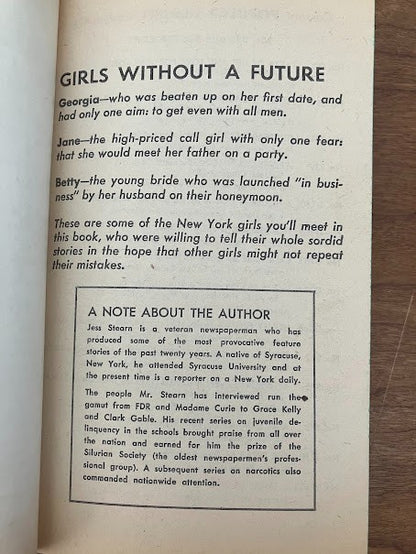 GIRLS WITHOUT A FUTURE
Georgia—who was beaten up on her first date, and
had only one aim: to get even with all men.
Jane—the high-priced call girl with only one fear:
that she would meet her father on a party.
Betty—the young bride who was launched "in busi-
ness" by her husband on their honeymoon.
These are some of the New York girls you'll meet in
this book, who were willing to tell their whole sordid
stories in the hope that other girls might not repeat
their mistakes.
A NOTE ABOUT THE AUTHOR
Jess Stearn is a veteran newspaperman who has
produced some of the most provocative feature
stories of the past twenty years. A native of Syracuse,
New York, he attended Syracuse University and at
the present time is a reporter on a New York daily.
The people Mr. Stearn has interviewed run the
gamut from FDR and Madame Curie to Grace Kelly
and Clark Gable. His recent series on juvenile de-
linquency in the schools brought praise from all over
the nation and earned for him the prize of the
Silurian Society (the oldest newspapermen's profes-
sional group). A subsequent series on narcotics also
commanded nationwide attention.